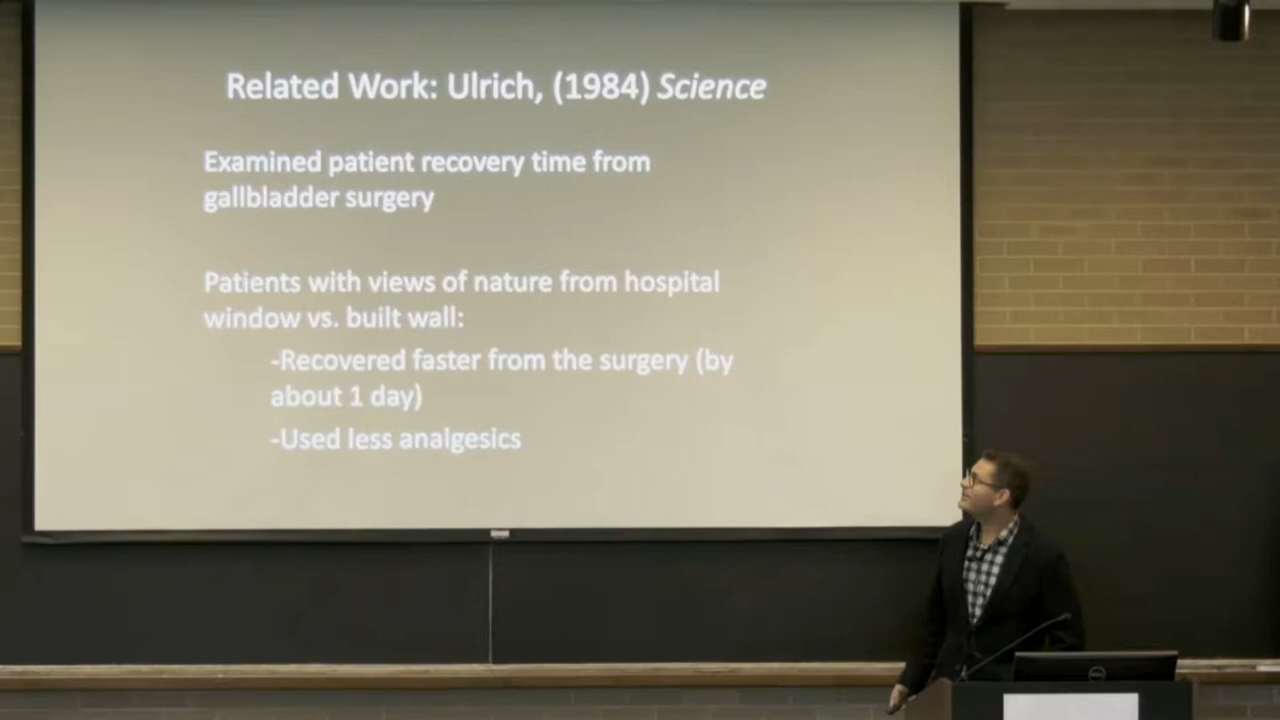 Related Work: Ulrich, (1984) Science
Examined patient recovery time from
gallbladder surgery
Patients with views of nature from hospital
window vs. built wall:
-Recovered faster from the surgery (by
about 1 day)
-Used less analgesics
DELL